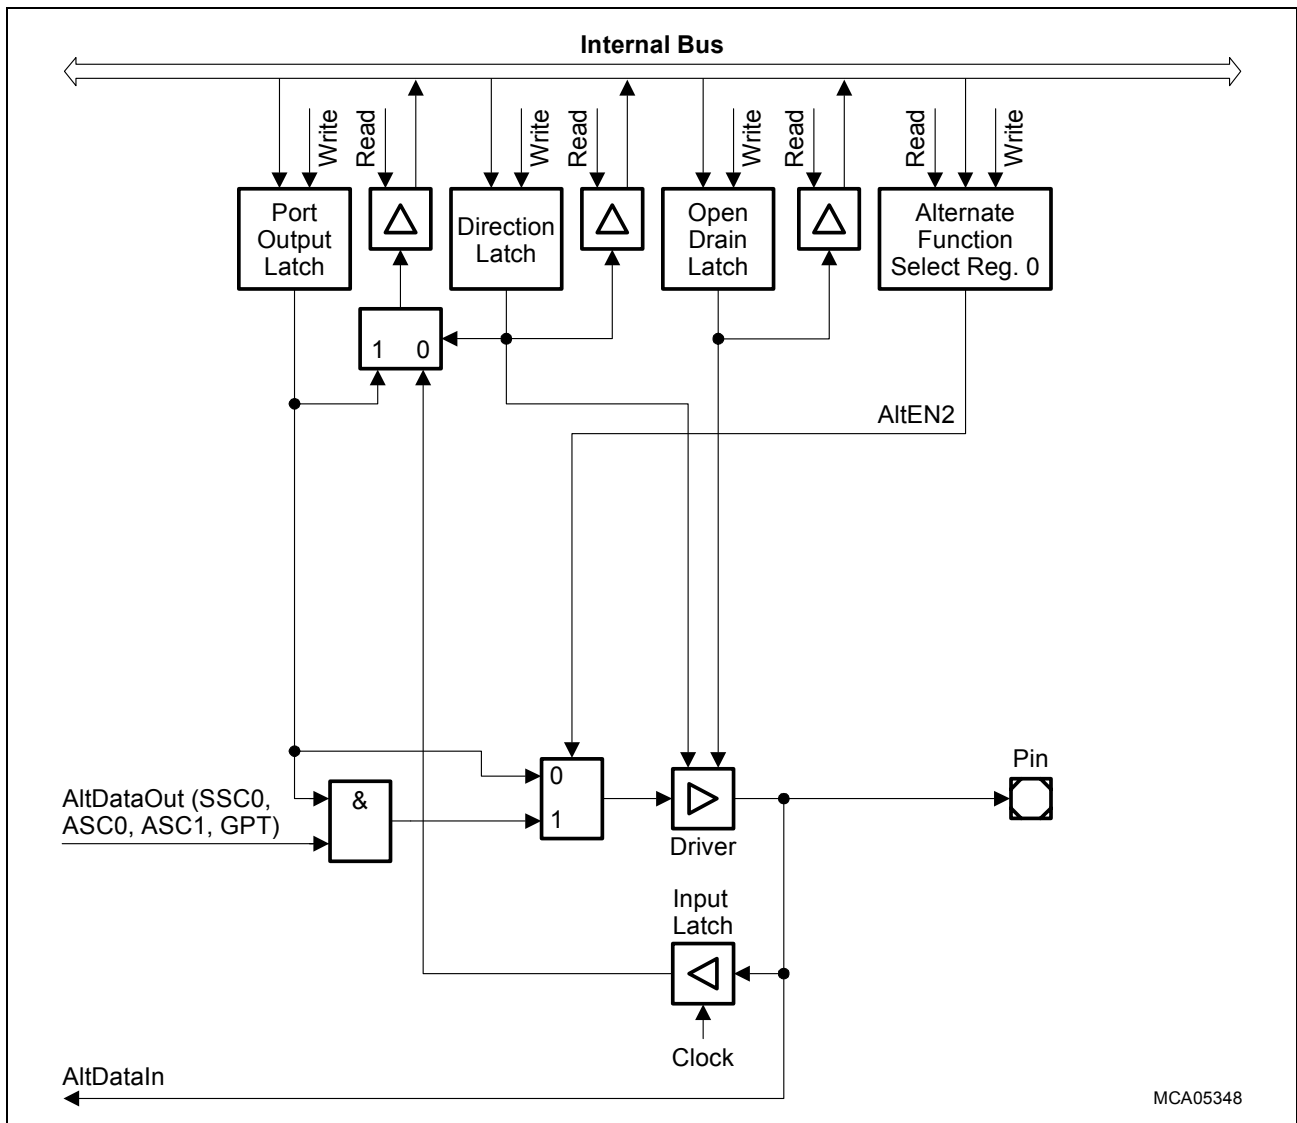 Internal Bus
Write
Read
Write
Read
Write
Read
Read
Write
Port
Output
Latch
Direction
Latch
Open
Drain
Latch
Alternate
Function
Select Reg. 0
1 0
AltEN2
AltDataOut (SSC0,
ASC0, ASC1, GPT)
&
0
1
Driver
Pin
Input
Latch
Clock
AltDataIn
MCA05348